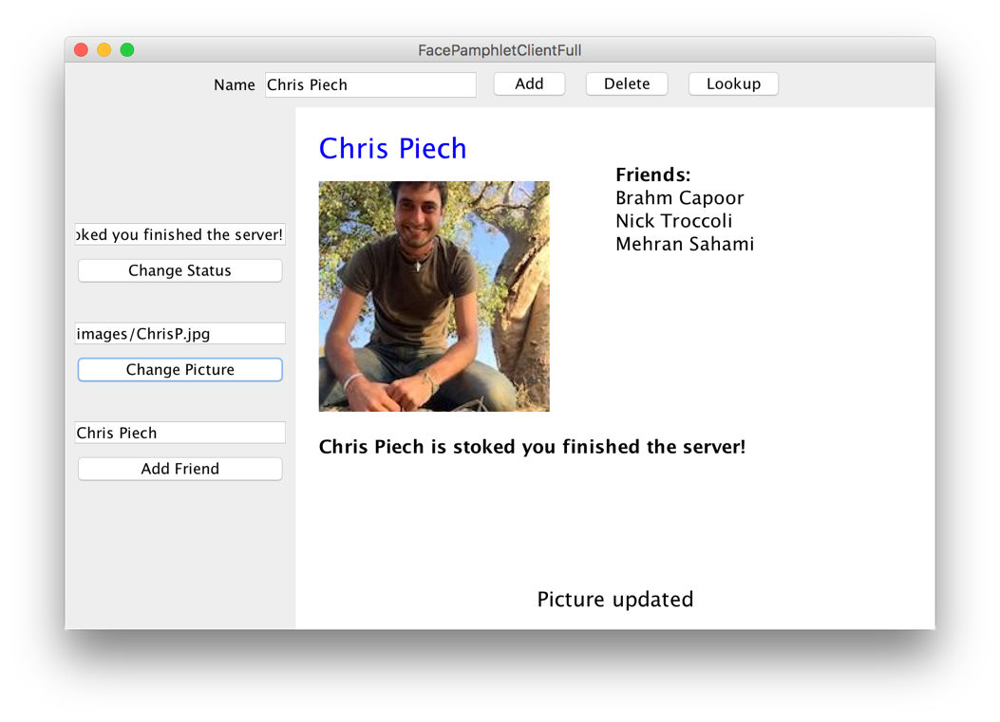 FacePamphletClientFull
Name Chris Piech Add Delete Lookup
Chris Piech
Friends:
Brahm Capoor
Nick Troccoli
Mehran Sahami
oked you finished the server!
Change Status
images/ChrisP.jpg
Change Picture
Chris Piech
Add Friend
Chris Piech is stoked you finished the server!
Picture updated